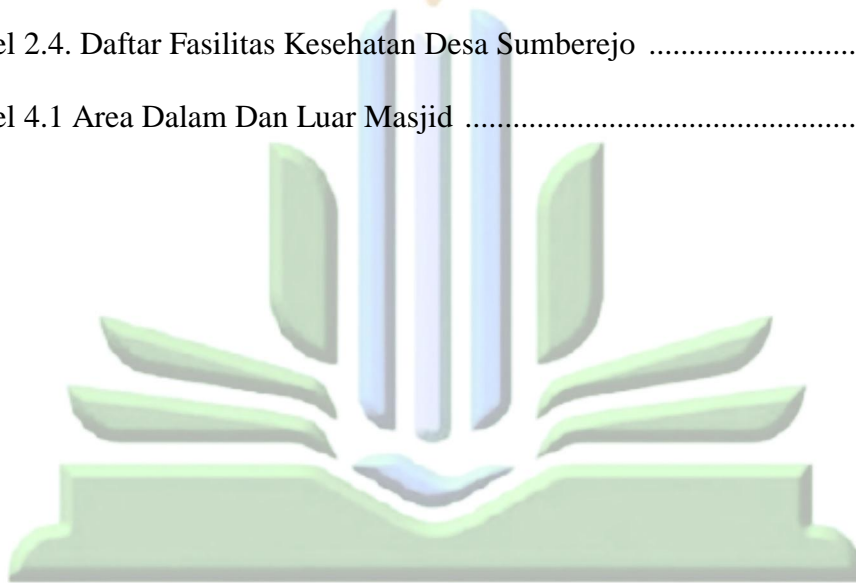 el 2.4. Daftar Fasilitas Kesehatan Desa Sumberejo ..........................
el 4.1 Area Dalam Dan Luar Masjid .................................................